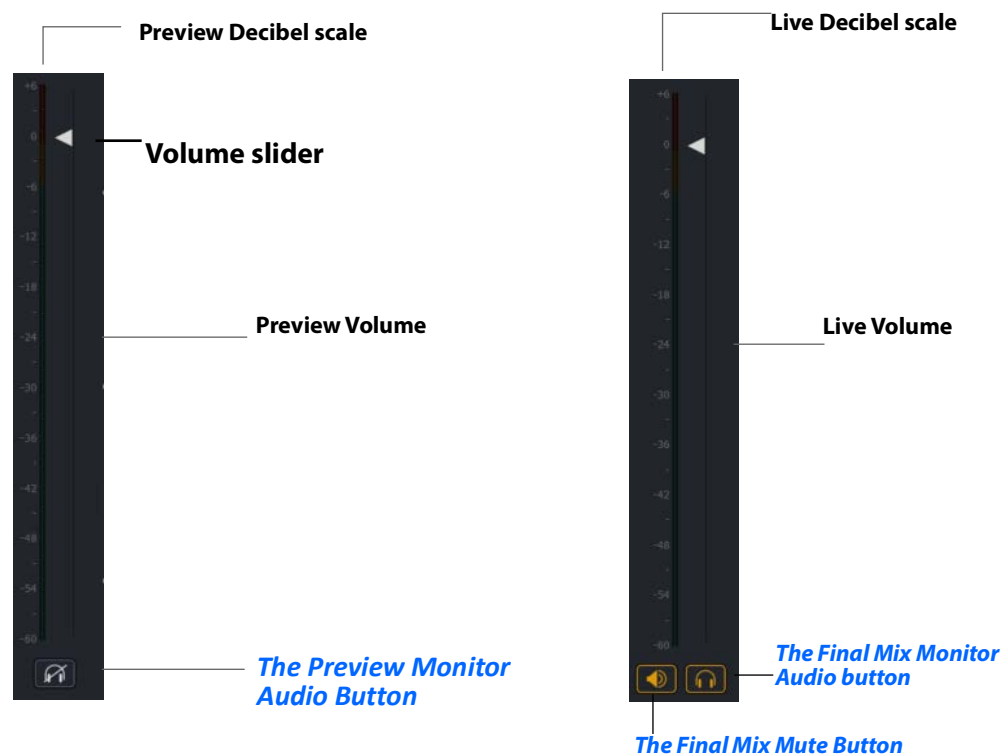 Preview Decibel scale
Live Decibel scale
+6
0
-6
-12
-18
-24
-30
-36
-42
-48
-54
-60
Volume slider
Preview Volume
The Preview Monitor
Audio Button
+6
0
-6
-12
-18
-24
-30
-36
-42
-48
-54
-60
Live Volume
The Final Mix Monitor
Audio button
The Final Mix Mute Button